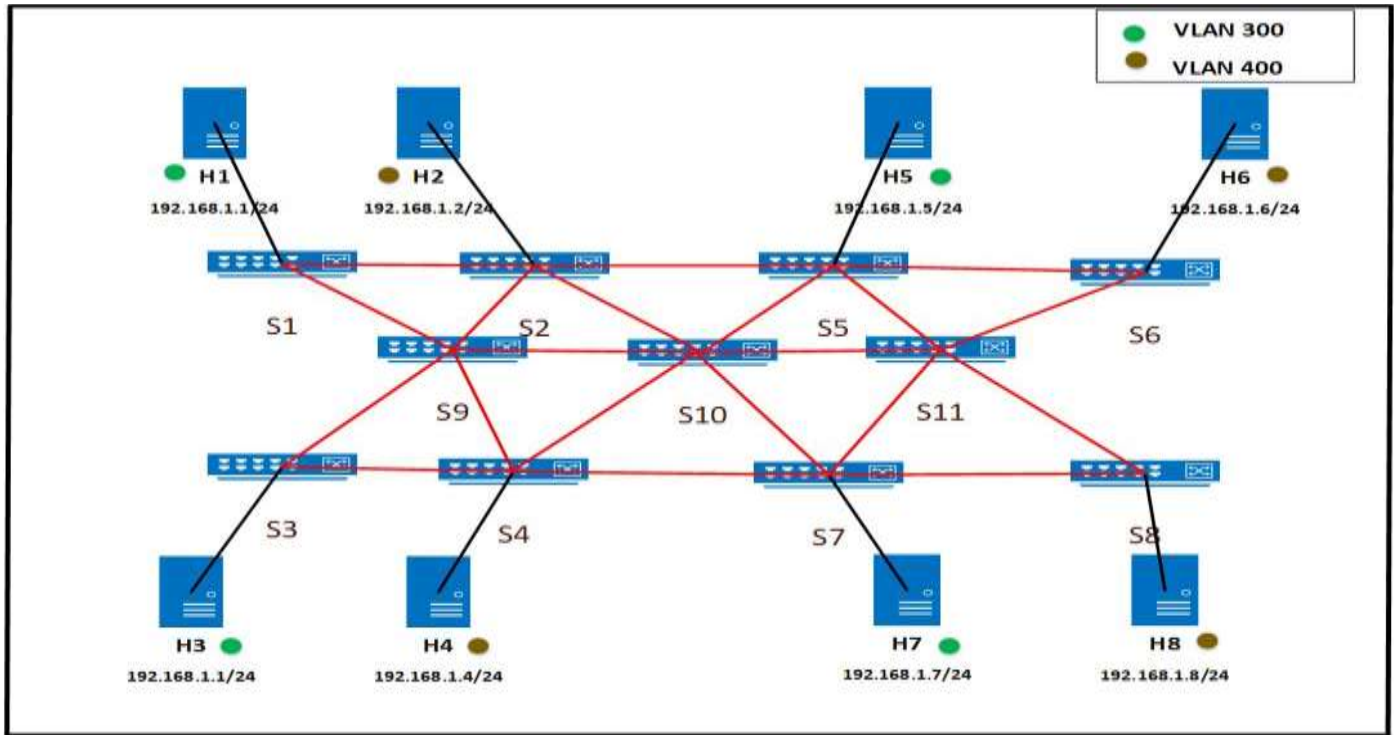 VLAN 300
VLAN 400
H1
H2
H5
H6
192.168.1.1/24
192.168.1.2/24
192.168.1.5/24
192.168.1.6/24
S1
S2
S5
S6
S9
S10
S11
S3
S4
S7
S8
H3
H4
H7
H8
192.168.1.1/24
192.168.1.4/24
192.168.1.7/24
192.168.1.8/24